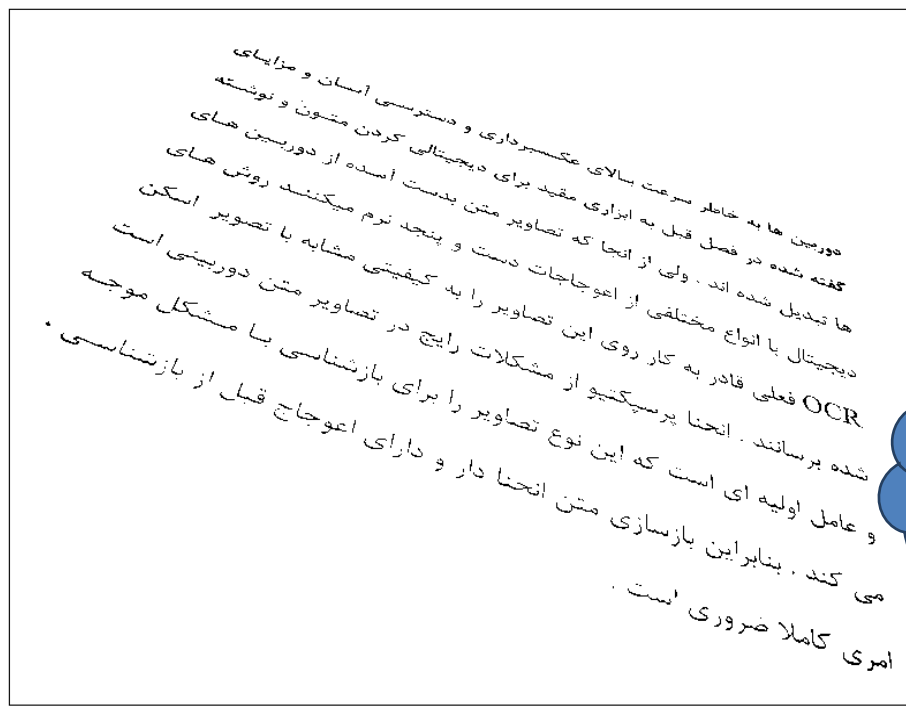 دوربین ها به خاطر سرعت بالای عکسبرداری و دسترسی آسان و مزایای
گفته شده در فصل قبل به ابزاری مفید برای دیجیتالی کردن متون و نوشته
ها تبدیل شده اند . ولی از انجا که تصاویر متن بدست آمده از دوربین های
دیجیتال با انواع مختلفی از اعوجاجات دست و پنجه نرم میکنند روش های
OCR فعلی قادر به کار روی این تصاویر را به کیفیتی مشابه با تصویر اسکن
شده برسانند . انحنا پرسپکتیو از مشکلات رایج در تصاویر متن دوربینی است
و عامل اولیه ای است که این نوع تصاویر را برای بازشناسی با مشکل موجه
می کند . بنابراین بازسازی متن انحنا دار و دارای اعوجاج قبل از بازشناسی .
امری کاملا ضروری است .